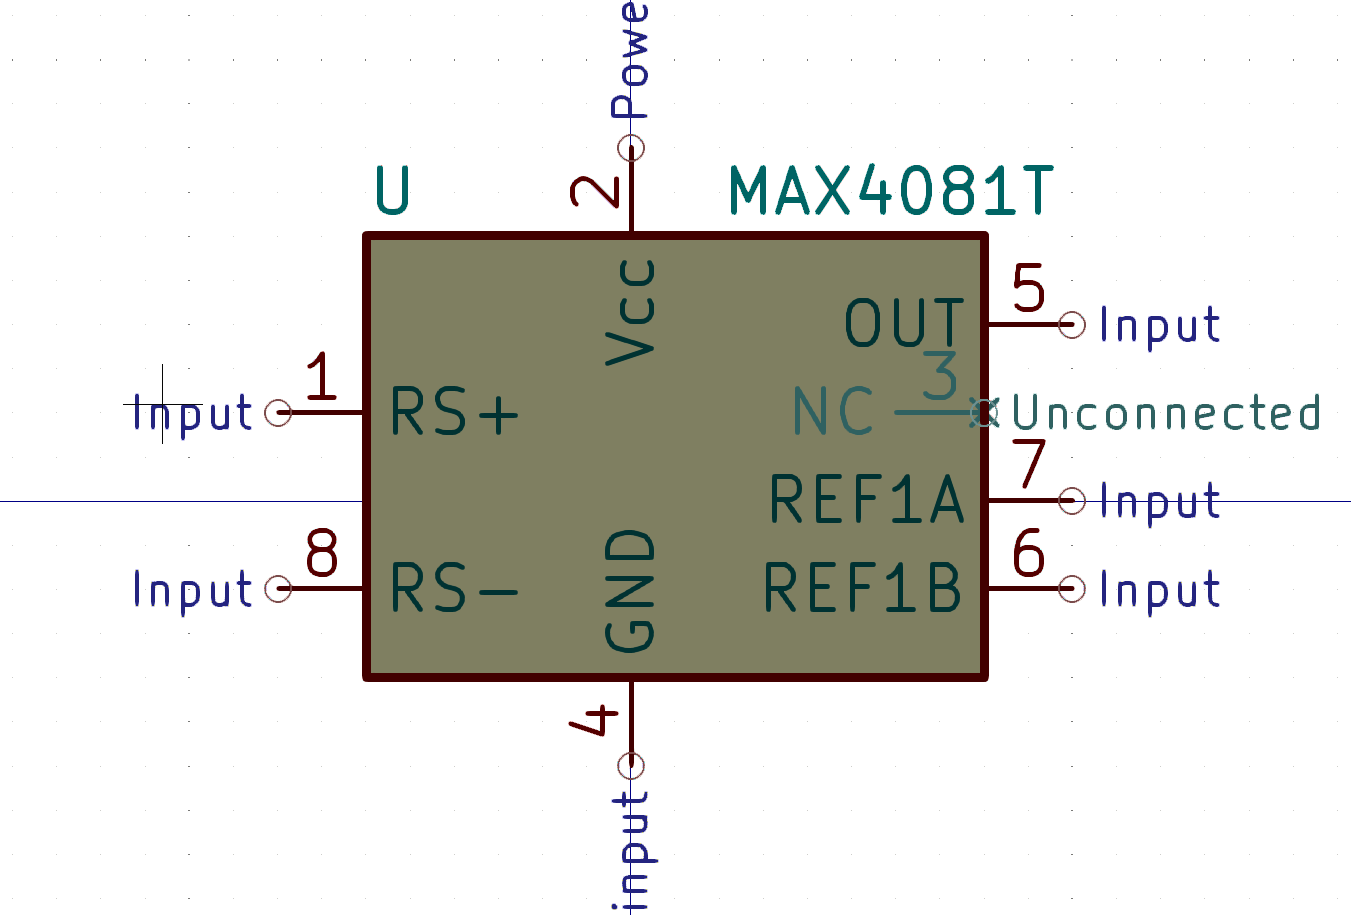 Powe
U
2
MAX4081T
Vcc
5
OUT
Input
1
3
Input
RS+
NC
Unconnected
7
REF1A
Input
8
6
Input
RS-
GND
REF1B
Input
4
input